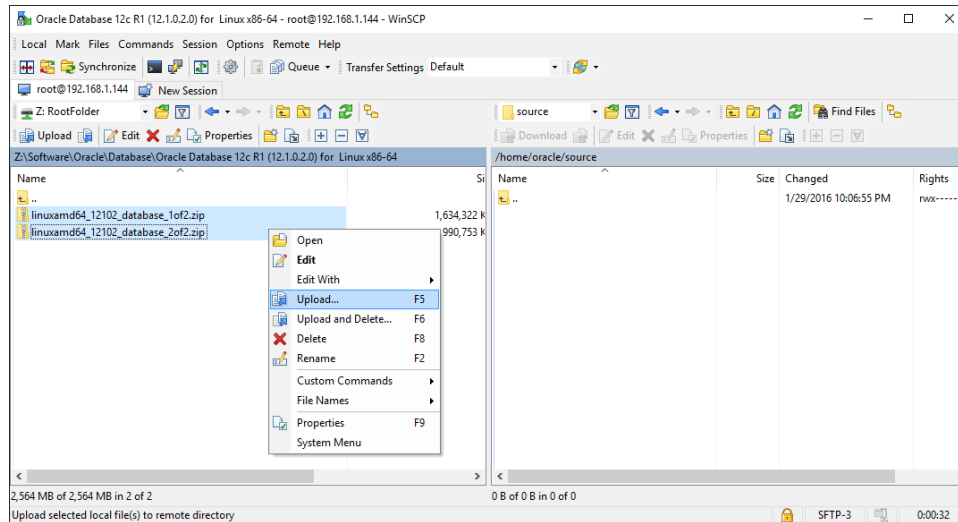 Oracle Database 12c R1 (12.1.0.2.0) for Linux x86-64 - root@192.168.1.144 - WinSCP
Local Mark Files Commands Session Options Remote Help
Synchronize Queue Transfer Settings Default
root@192.168.1.144 New Session
Z: RootFolder source Find Files
Upload Edit Properties Download Edit Properties
Z:\Software\Oracle\Database\Oracle Database 12c R1 (12.1.0.2.0) for Linux x86-64 /home/oracle/source
Name Si Name Size Changed Rights
.. .. 1/29/2016 10:06:55 PM rwx-----
linuxamd64_12102_database_1of2.zip 1,634,322 K
linuxamd64_12102_database_2of2.zip 990,753 K
Open
Edit
Edit With
Upload... F5
Upload and Delete... F6
Delete F8
Rename F2
Custom Commands
File Names
Properties F9
System Menu
2,564 MB of 2,564 MB in 2 of 2 0 B of 0 B in 0 of 0
Upload selected local file(s) to remote directory SFTP-3 0:00:32